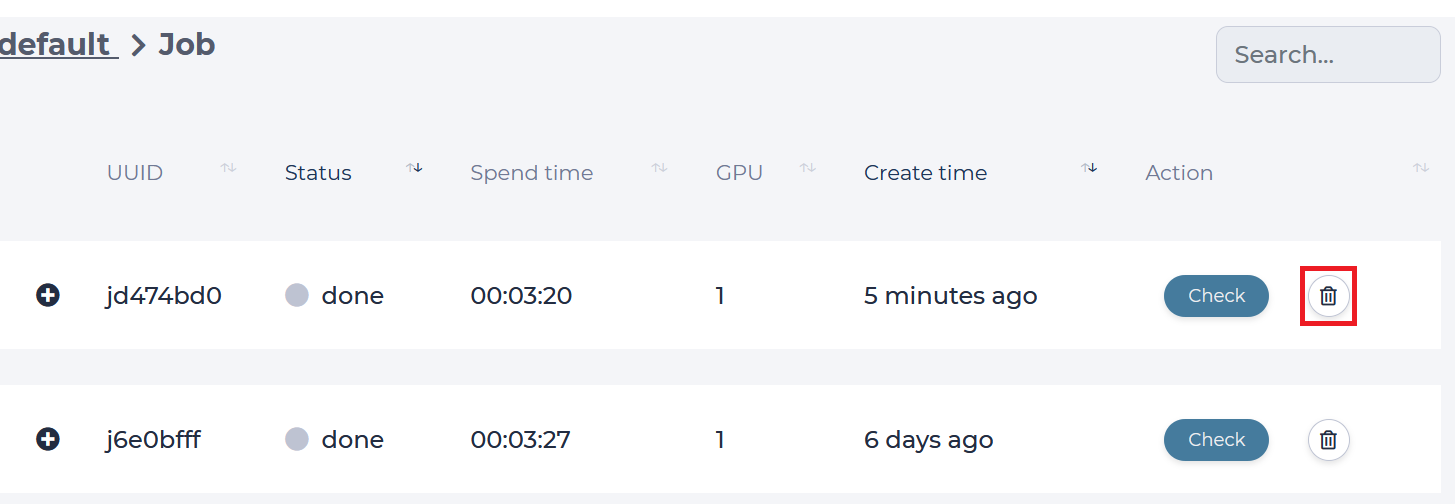 default > Job
Search...
UUID Status Spend time GPU Create time Action
jd474bd0 done 00:03:20 1 5 minutes ago Check
j6e0bfff done 00:03:27 1 6 days ago Check